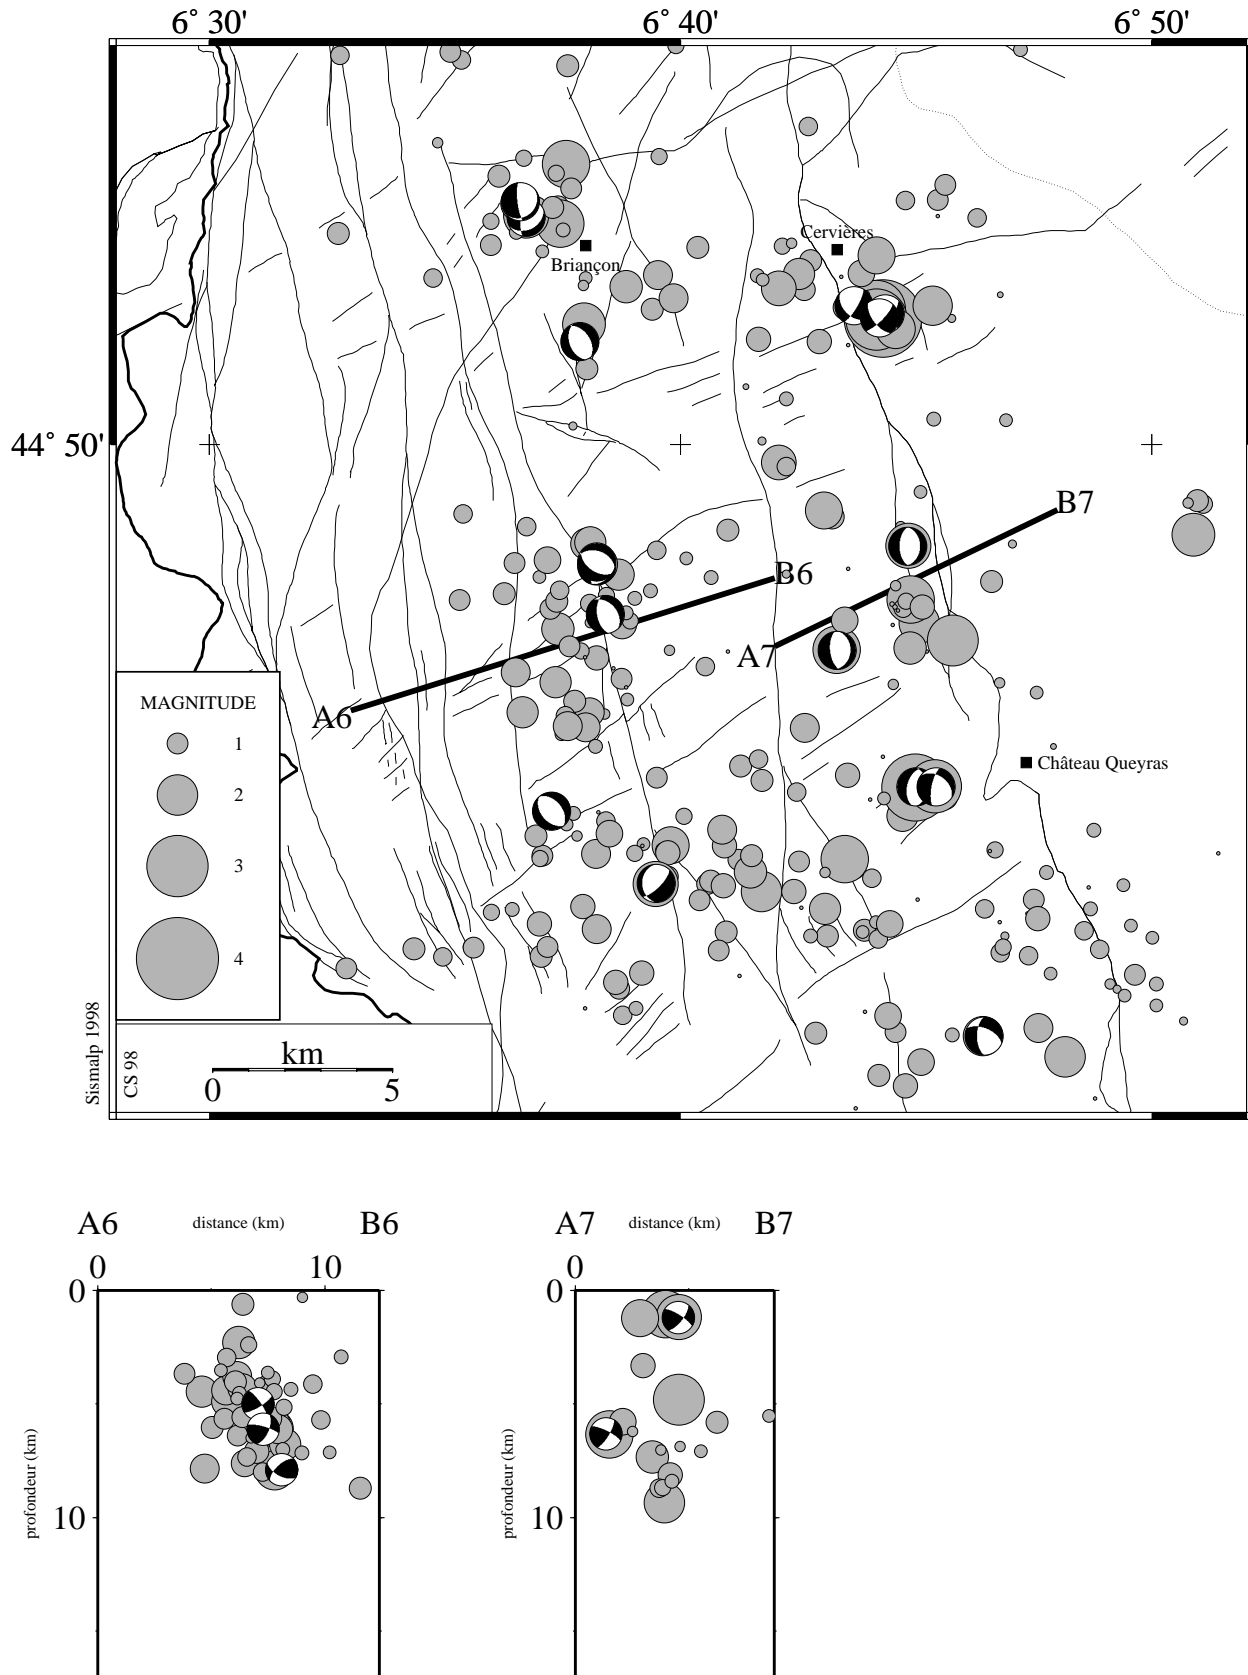 6° 30'
6° 40'
6° 50'
Cervières
Briançon
44° 50'
B7
B6
A7
A6
MAGNITUDE
1
2
3
4
Château Queyras
Sismalp 1998
CS 98
km
0 5
A6 distance (km) B6
0 10
0
10
profondeur (km)
A7 distance (km) B7
0
0
10
profondeur (km)